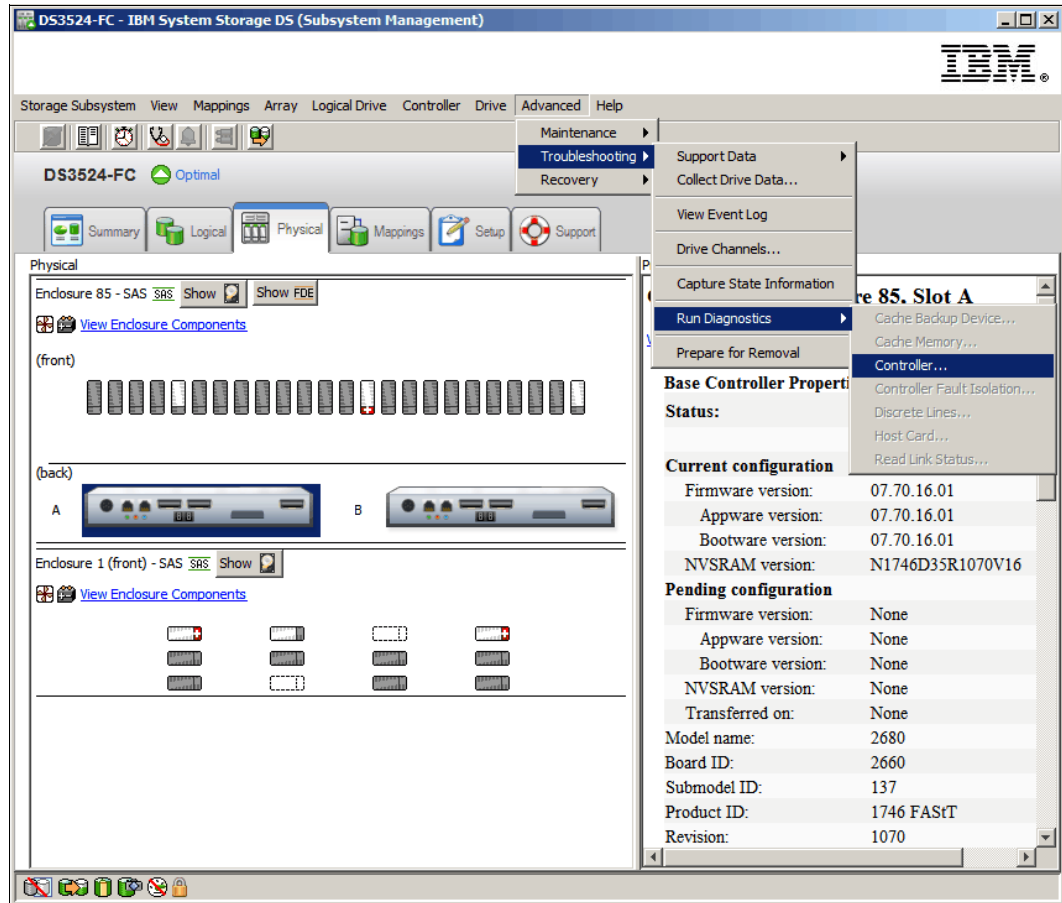 DS3524-FC - IBM System Storage DS (Subsystem Management)
IBM®
Storage Subsystem View Mappings Array Logical Drive Controller Drive Advanced Help
Maintenance
Troubleshooting
Recovery
Support Data
Collect Drive Data...
View Event Log
Drive Channels...
Capture State Information
Run Diagnostics
Prepare for Removal
Cache Backup Device...
Cache Memory...
Controller...
Controller Fault Isolation...
Discrete Lines...
Host Card...
Read Link Status...
DS3524-FC Optimal
Summary Logical Physical Mappings Setup Support
Physical
Enclosure 85 - SAS SAS Show Show FDE
View Enclosure Components
(front)
(back)
A B
Enclosure 1 (front) - SAS SAS Show
View Enclosure Components
85, Slot A
Base Controller
Status:
Current configuration
Firmware version: 07.70.16.01
Appware version: 07.70.16.01
Bootware version: 07.70.16.01
NVSRAM version: N1746D35R1070V16
Pending configuration
Firmware version: None
Appware version: None
Bootware version: None
NVSRAM version: None
Transferred on: None
Model name: 2680
Board ID: 2660
Submodel ID: 137
Product ID: 1746 FAStT
Revision: 1070